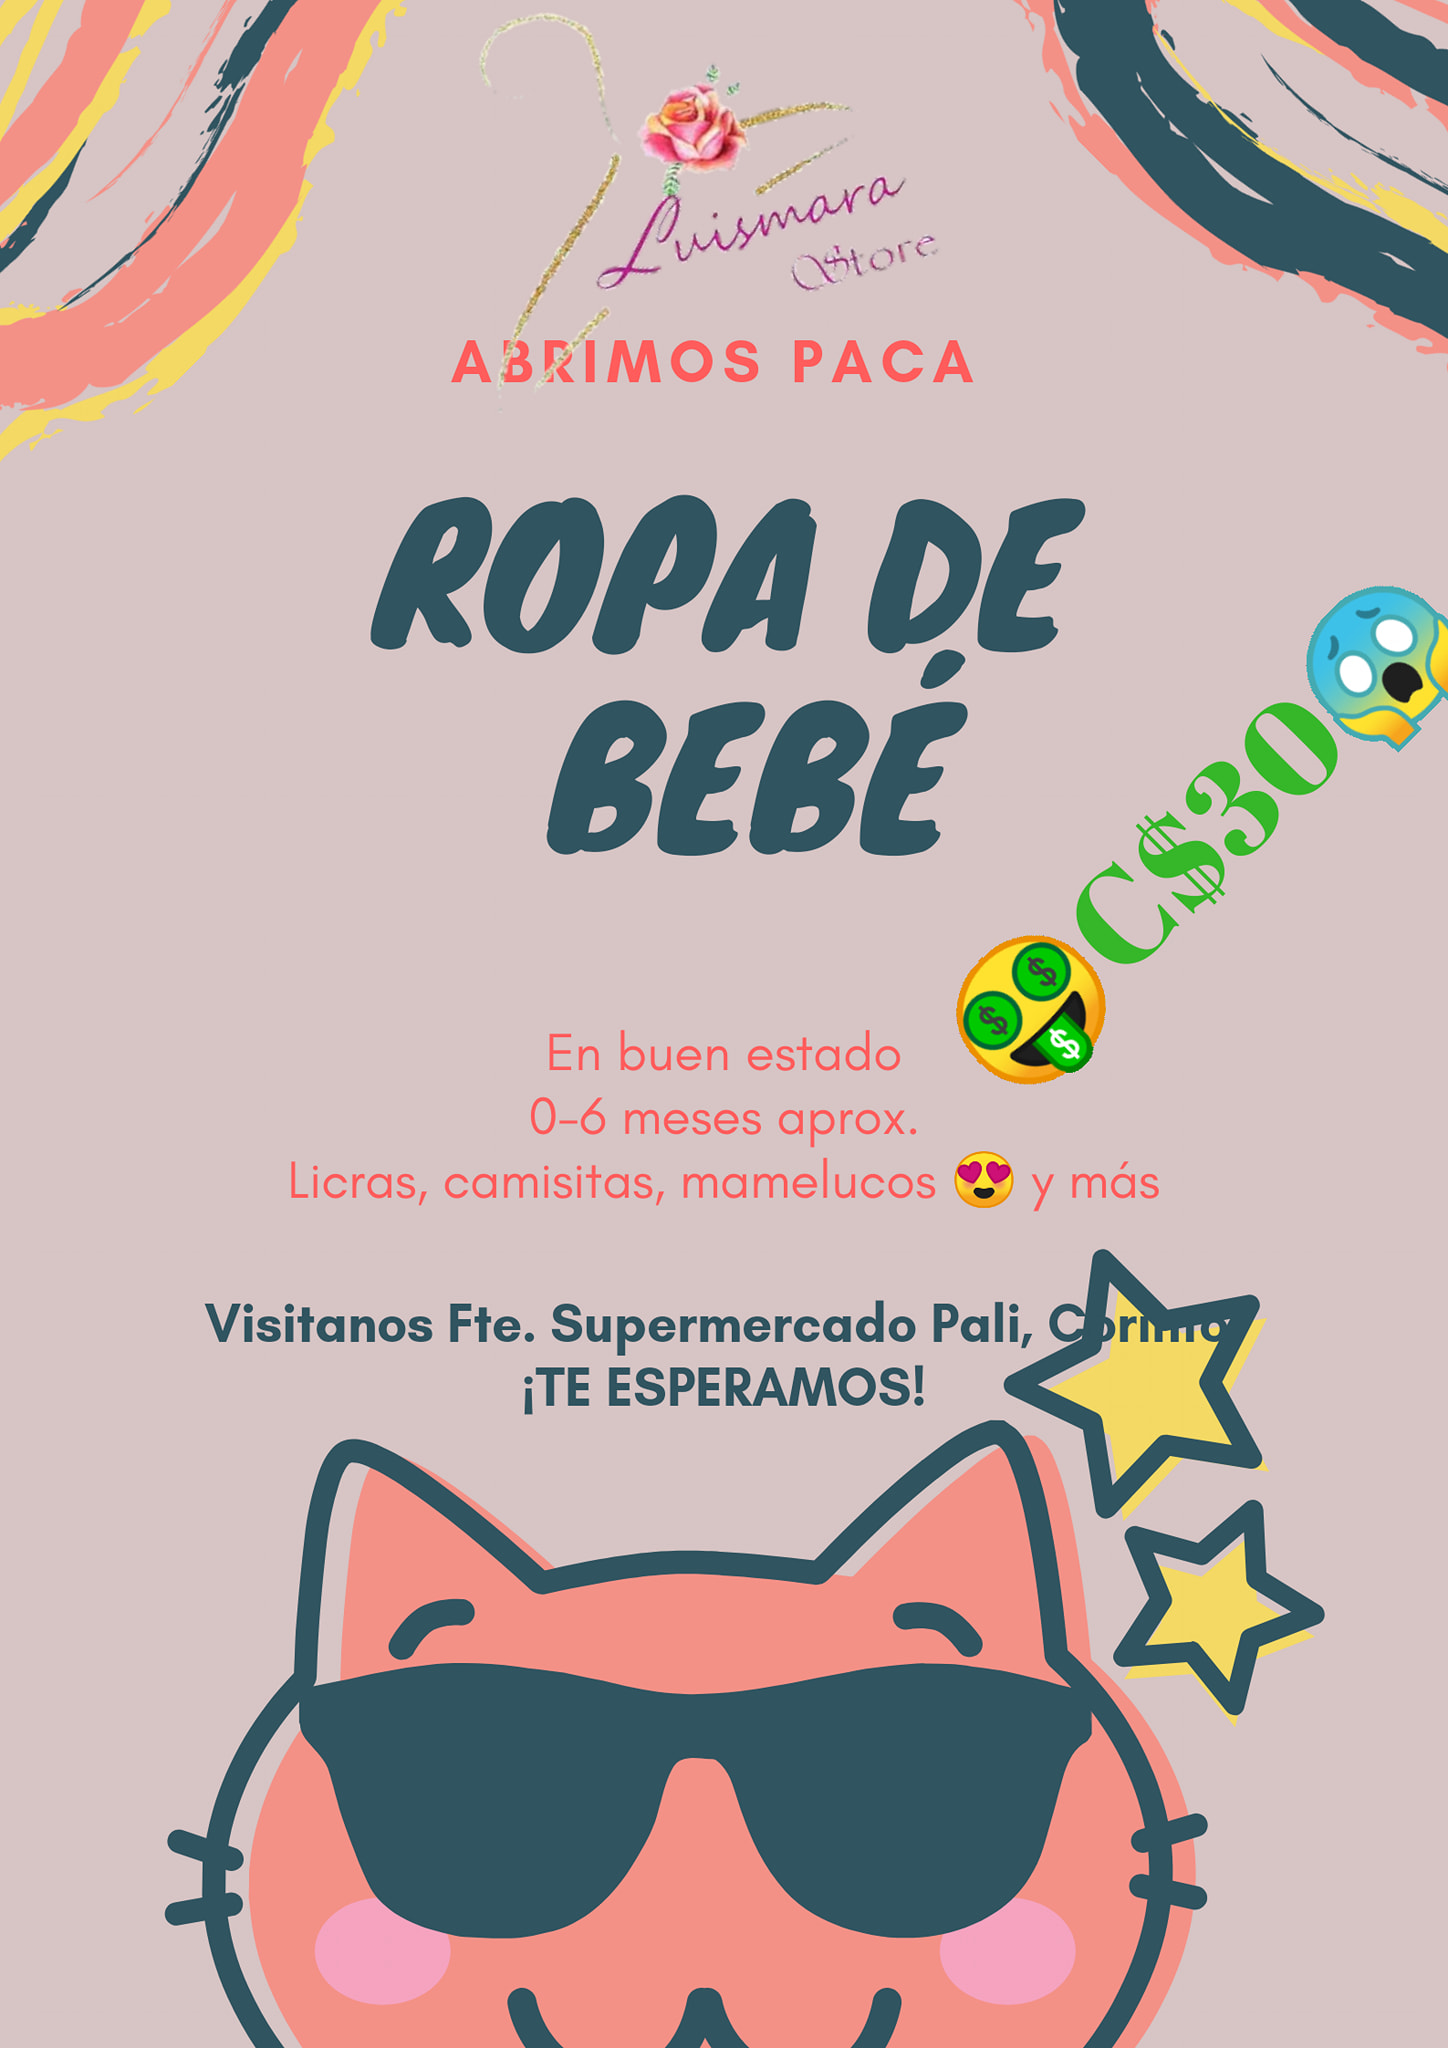 Luismara
Store
ABRIMOS PACA
ROPA DE
BEBÉ
C$30
En buen estado
0-6 meses aprox.
Licras, camisitas, mamelucos 😍 y más
Visitanos Fte. Supermercado Pali, Corinto
¡TE ESPERAMOS!